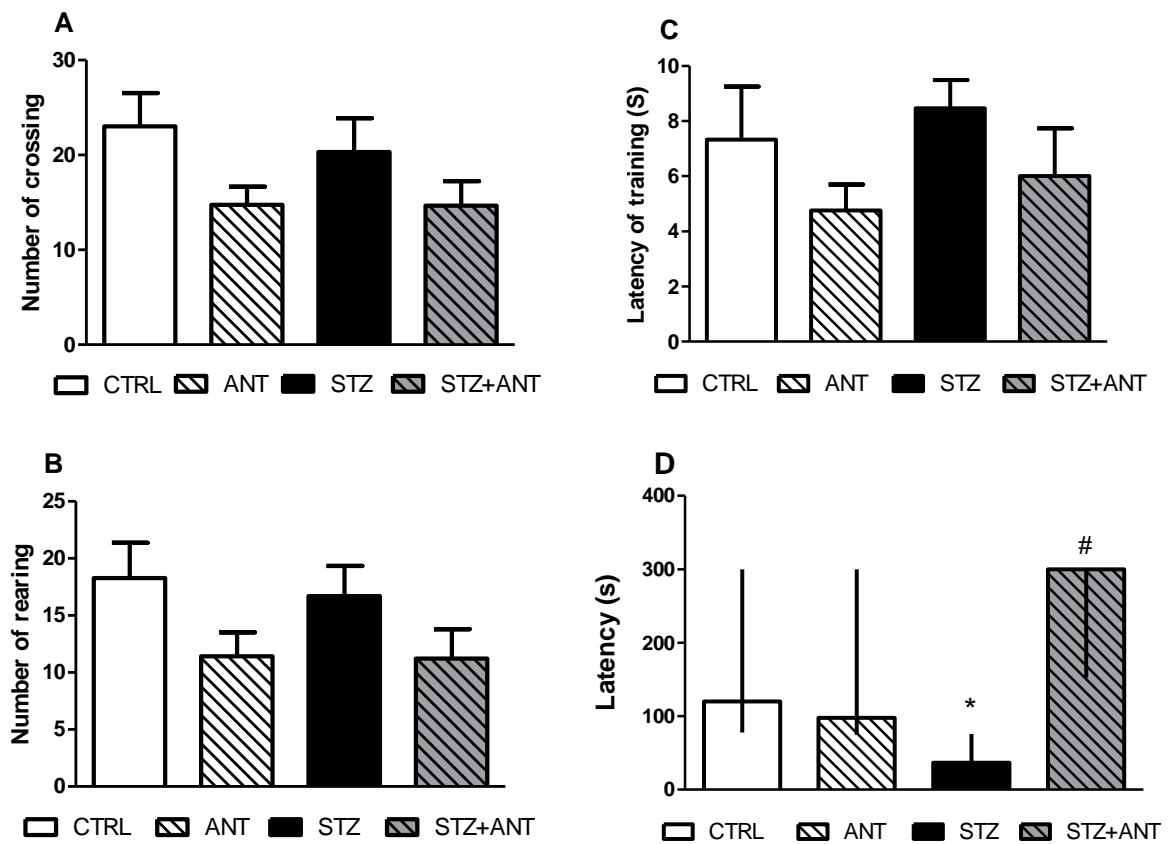 A
Number of crossing
30
20
10
0
CTRL ANT STZ STZ+ANT
B
Number of rearing
25
20
15
10
5
0
CTRL ANT STZ STZ+ANT
C
Latency of training (S)
10
8
6
4
2
0
CTRL ANT STZ STZ+ANT
D
Latency (s)
400
300
200
100
0
*
#
CTRL ANT STZ STZ+ANT